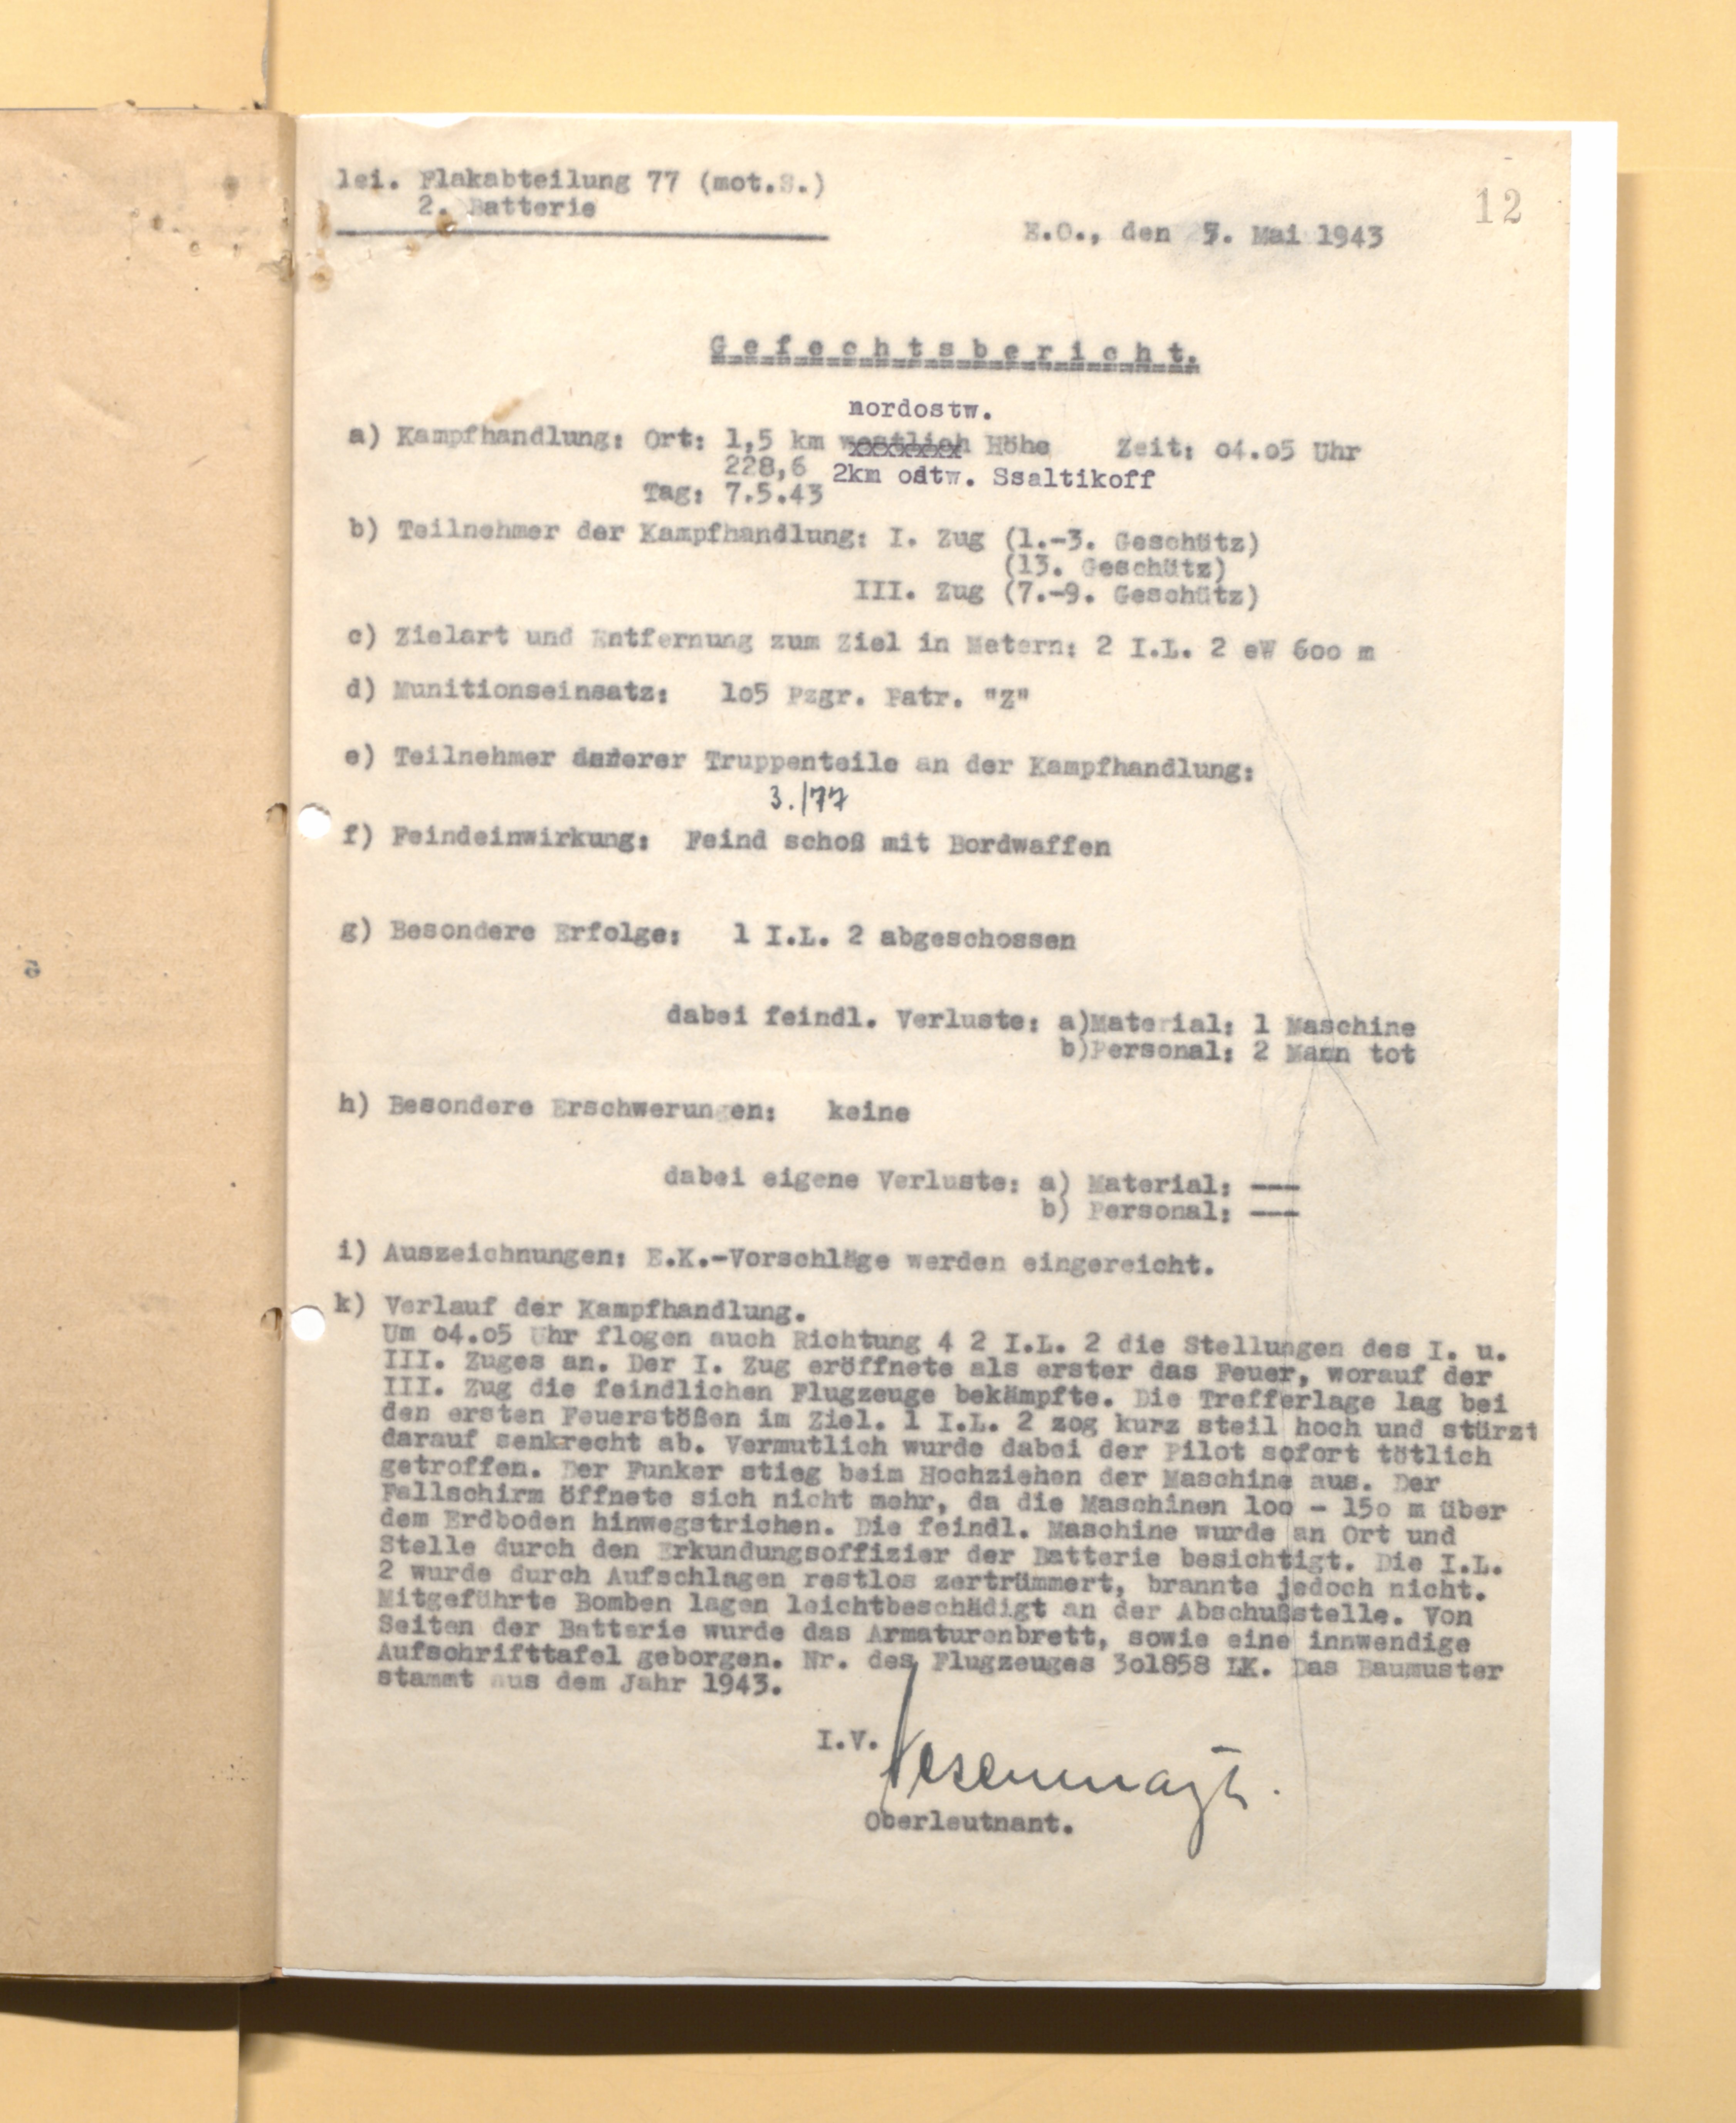 lei. Flakabteilung 77 (mot.S.)
2. Batterie
12
E.O., den 7. Mai 1943
Gefechtsbericht.
nordostw.
a) Kampfhandlung: Ort: 1,5 km westlich Höhe Zeit: o4.o5 Uhr
228,6 2km ostw. Ssaltikoff
Tag: 7.5.43
b) Teilnehmer der Kampfhandlung: I. Zug (1.-3. Geschütz)
(13. Geschütz)
III. Zug (7.-9. Geschütz)
c) Zielart und Entfernung zum Ziel in Metern: 2 I.L. 2 eW 6oo m
d) Munitionseinsatz: 1o5 Pzgr. Patr. "Z"
e) Teilnehmer anderer Truppenteile an der Kampfhandlung:
3./77
f) Feindeinwirkung: Feind schoß mit Bordwaffen
g) Besondere Erfolge: 1 I.L. 2 abgeschossen
dabei feindl. Verluste: a)Material: 1 Maschine
b)Personal: 2 Mann tot
h) Besondere Erschwerungen: keine
dabei eigene Verluste: a) Material: ---
b) Personal: ---
i) Auszeichnungen: E.K.-Vorschläge werden eingereicht.
k) Verlauf der Kampfhandlung.
Um o4.o5 Uhr flogen auch Richtung 4 2 I.L. 2 die Stellungen des I. u.
III. Zuges an. Der I. Zug eröffnete als erster das Feuer, worauf der
III. Zug die feindlichen Flugzeuge bekämpfte. Die Trefferlage lag bei
den ersten Feuerstößen im Ziel. 1 I.L. 2 zog kurz steil hoch und stürzt
darauf senkrecht ab. Vermutlich wurde dabei der Pilot sofort tötlich
getroffen. Der Funker stieg beim Hochziehen der Maschine aus. Der
Fallschirm öffnete sich nicht mehr, da die Maschinen 1oo - 15o m über
dem Erdboden hinwegstrichen. Die feindl. Maschine wurde an Ort und
Stelle durch den Erkundungsoffizier der Batterie besichtigt. Die I.L.
2 wurde durch Aufschlagen restlos zertrümmert, brannte jedoch nicht.
Mitgeführte Bomben lagen leichtbeschädigt an der Abschußstelle. Von
Seiten der Batterie wurde das Armaturenbrett, sowie eine innwendige
Aufschrifttafel geborgen. Nr. des Flugzeuges 3o1858 LK. Das Baumuster
stammt aus dem Jahr 1943.
I.V.
Oberleutnant.